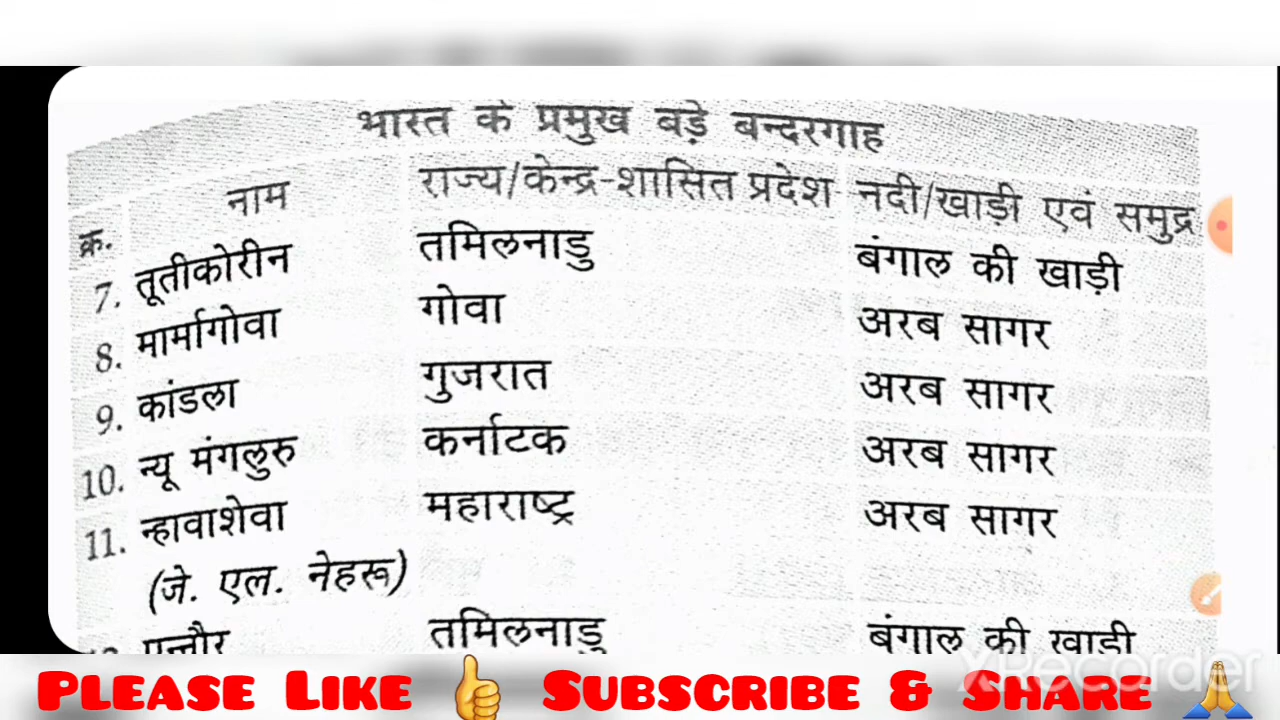 भारत के प्रमुख बड़े बन्दरगाह
क्र. नाम राज्य/केन्द्र-शासित प्रदेश नदी/खाड़ी एवं समुद्र
7. तूतीकोरीन तमिलनाडु बंगाल की खाड़ी
8. मार्मागोवा गोवा अरब सागर
9. कांडला गुजरात अरब सागर
10. न्यू मंगलुरु कर्नाटक अरब सागर
11. न्हावाशेवा महाराष्ट्र अरब सागर
(जे. एल. नेहरू)
तमिलनाडु बंगाल की खाड़ी
XRecorder
PLEASE LIKE 👍 SUBSCRIBE & SHARE 🙏